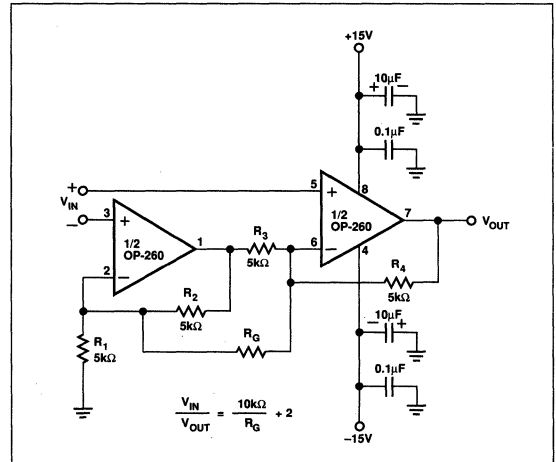 +15V
+ 10µF −
0.1µF
+
V_IN
−
3
+
1/2
OP-260
2
−
1
R_3
5kΩ
5
+
8
1/2
OP-260
6
−
7
4
V_OUT
R_2
5kΩ
R_4
5kΩ
R_G
R_1
5kΩ
− 10µF +
0.1µF
−15V
V_IN / V_OUT = 10kΩ / R_G + 2